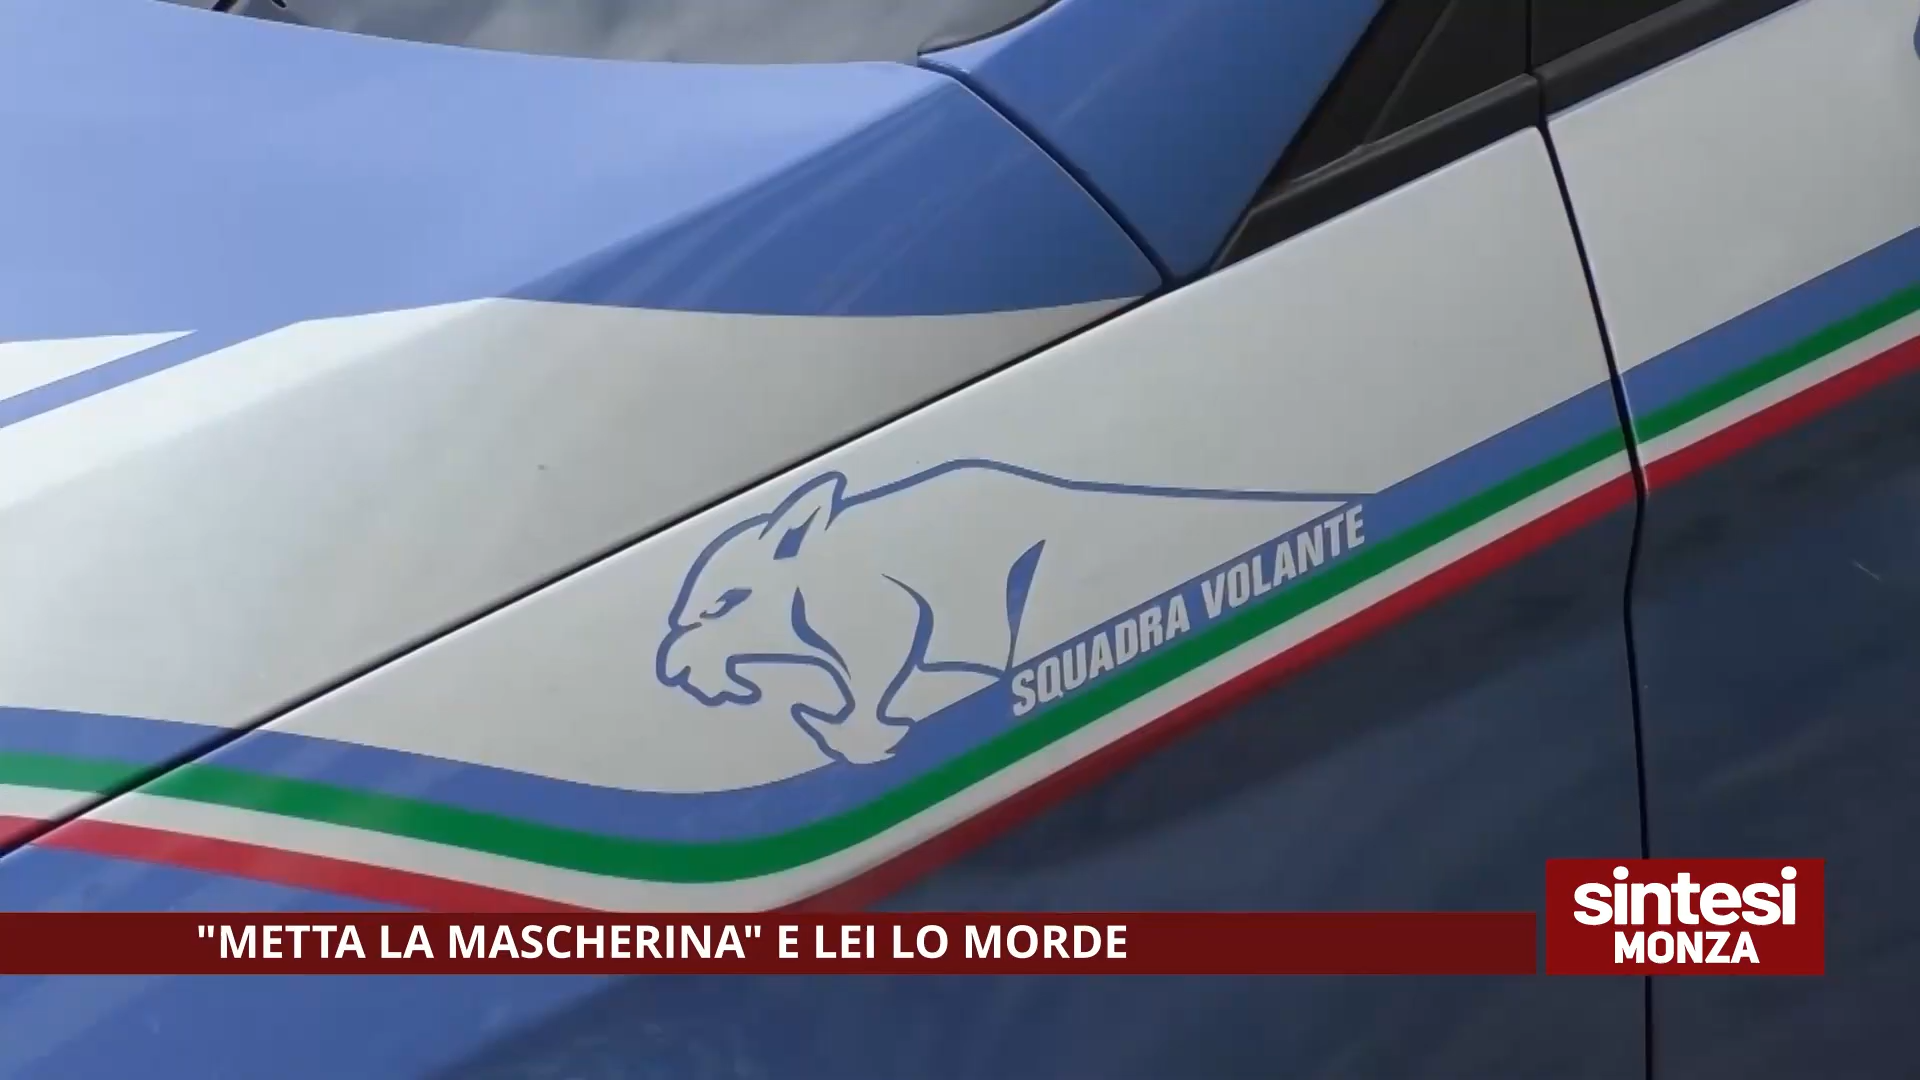 SQUADRA VOLANTE
"METTA LA MASCHERINA" E LEI LO MORDE
sintesi
MONZA